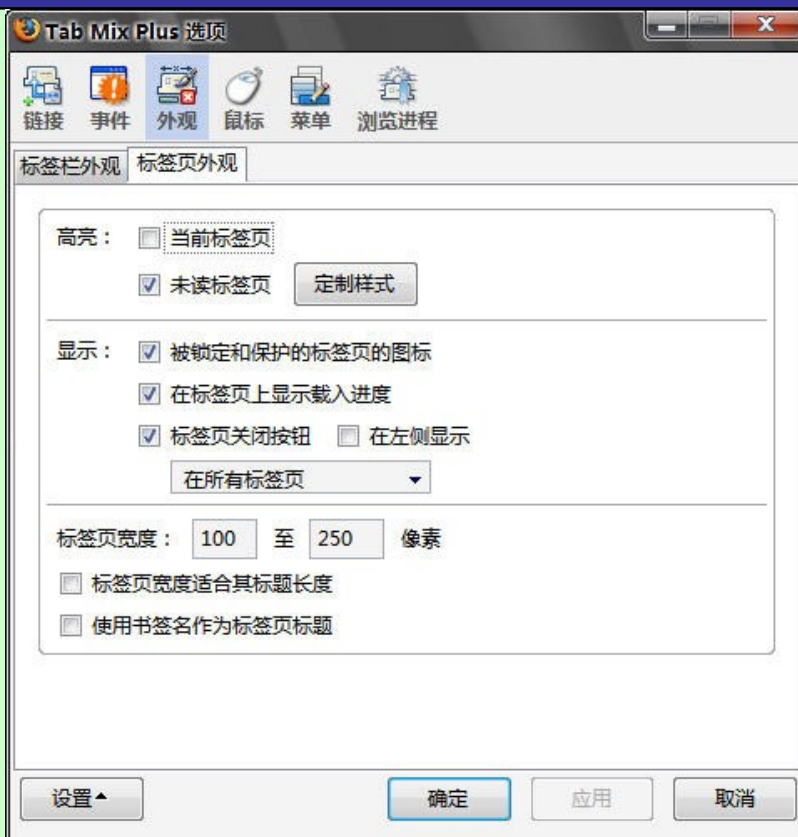 Tab Mix Plus 选项
链接 事件 外观 鼠标 菜单 浏览进程
标签栏外观 标签页外观
高亮： 当前标签页
未读标签页 定制样式
显示： 被锁定和保护的标签页的图标
在标签页上显示载入进度
标签页关闭按钮 在左侧显示
在所有标签页
标签页宽度： 100 至 250 像素
标签页宽度适合其标题长度
使用书签名作为标签页标题
设置 确定 应用 取消